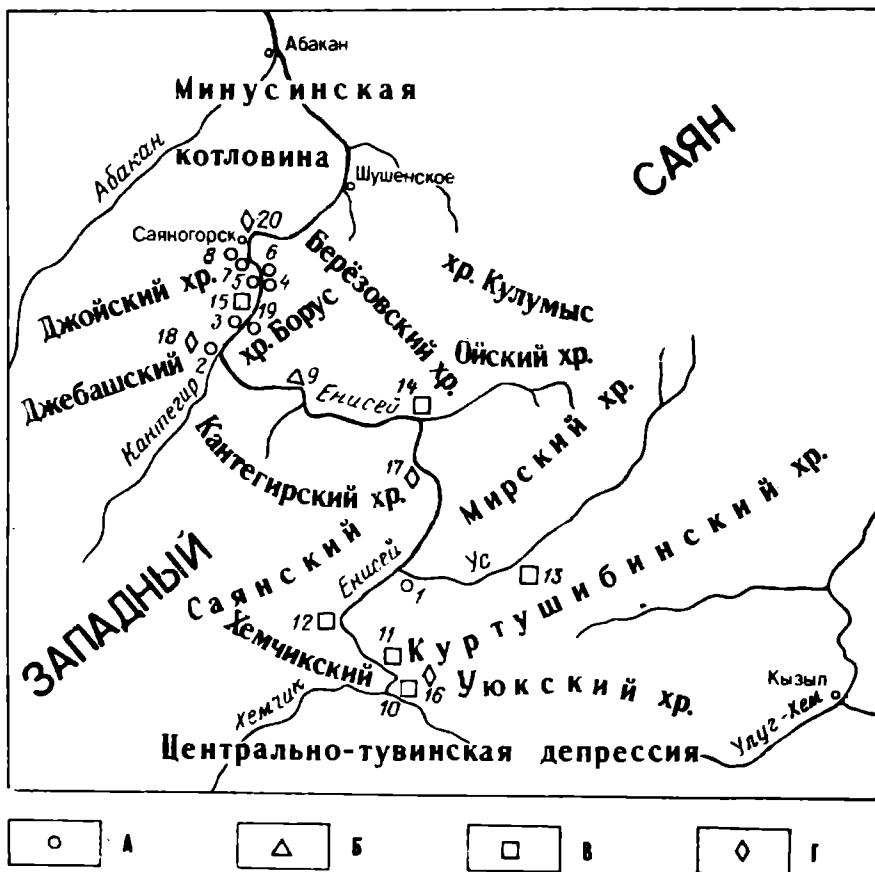 Абакан
Минусинская
Абакан
котловина
САЯН
Шушенское
20
Саяногорск
8
6
7
5
4
Берёзовский хр.
хр. Кулумыс
Джойский хр.
15
19
3
хр. Борус
Ойский хр.
18
2
Джебашский
9
Енисей
14
Кантегир
Кантегирский хр.
17
Мирский хр.
ЗАПАДНЫЙ
Саянский
Енисей
Ус
13
1
12
Куртушибинский хр.
11
Хемчикский
16
10
Уюкский хр.
Кызыл
Хемчик
Улуг-Хем
Центрально-тувинская депрессия
А
Б
В
Г